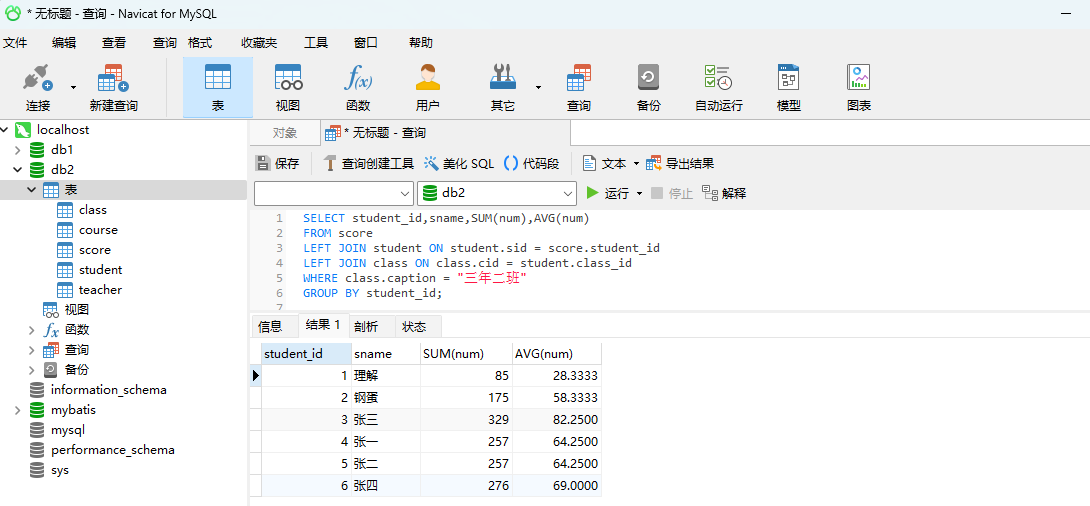 * 无标题 - 查询 - Navicat for MySQL
文件 编辑 查看 查询 格式 收藏夹 工具 窗口 帮助
连接 新建查询 表 视图 函数 用户 其它 查询 备份 自动运行 模型 图表
localhost
db1
db2
表
class
course
score
student
teacher
视图
函数
查询
备份
information_schema
mybatis
mysql
performance_schema
sys
对象 * 无标题 - 查询
保存 查询创建工具 美化 SQL () 代码段 文本 导出结果
db2 运行 停止 解释
1 SELECT student_id,sname,SUM(num),AVG(num)
2 FROM score
3 LEFT JOIN student ON student.sid = score.student_id
4 LEFT JOIN class ON class.cid = student.class_id
5 WHERE class.caption = "三年二班"
6 GROUP BY student_id;
7
信息 结果 1 剖析 状态
student_id sname SUM(num) AVG(num)
1 理解 85 28.3333
2 钢蛋 175 58.3333
3 张三 329 82.2500
4 张一 257 64.2500
5 张二 257 64.2500
6 张四 276 69.0000